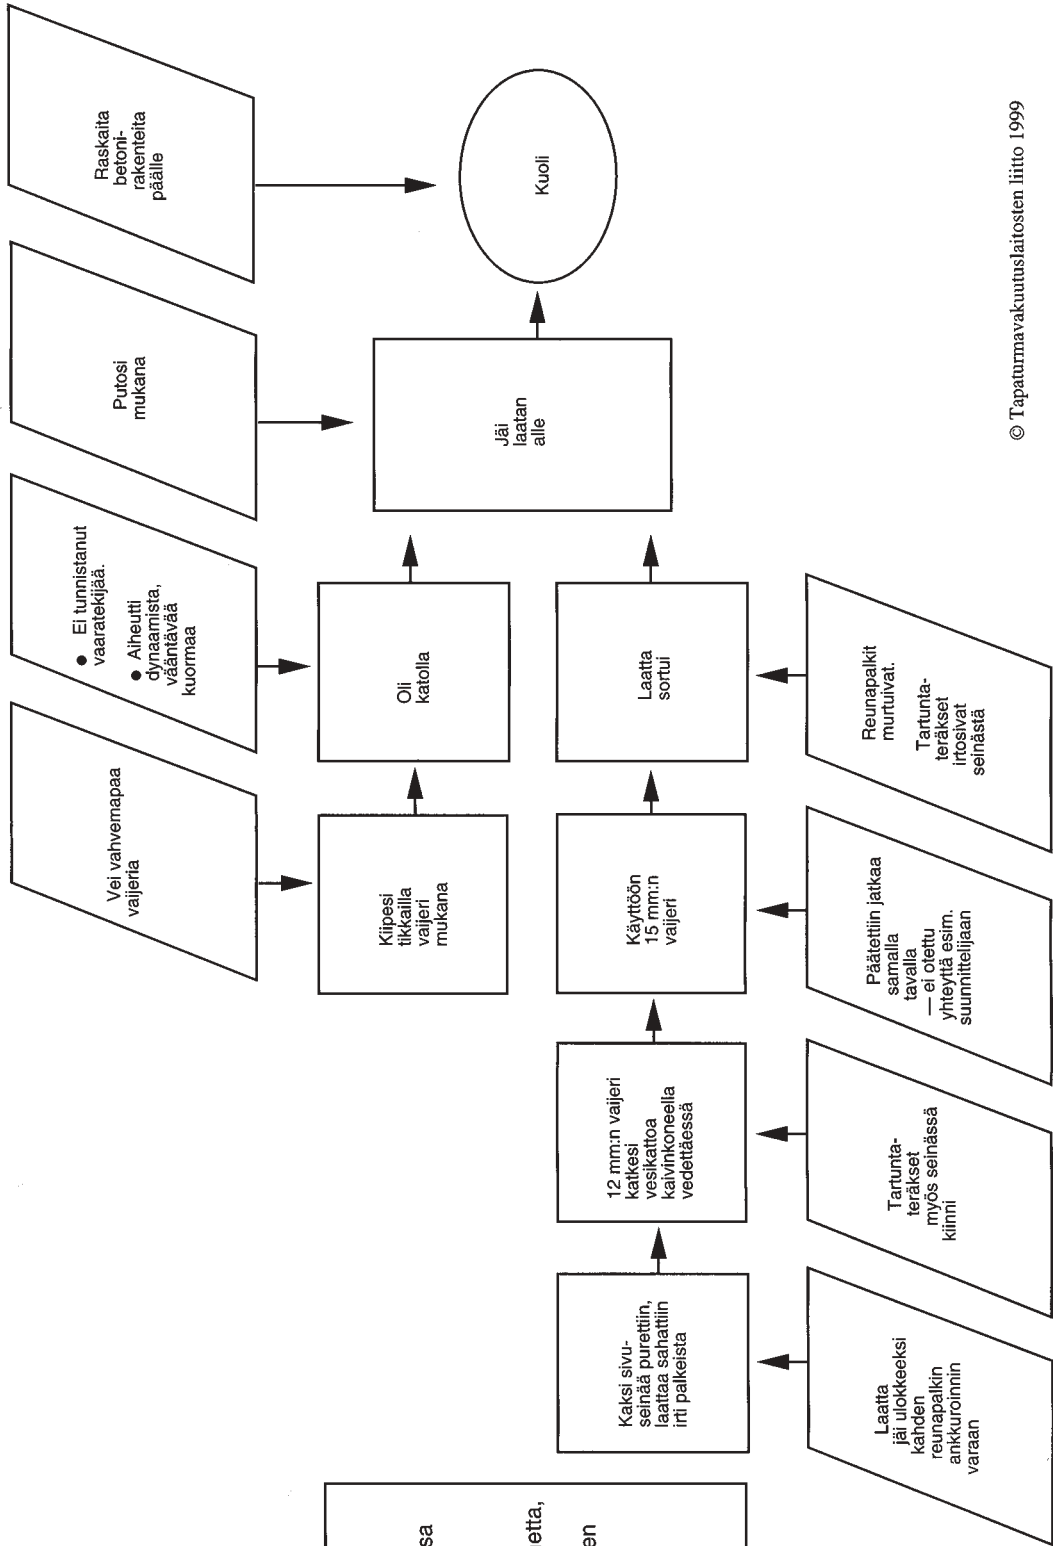 Vei vahvemapaa
vaijeria
● Ei tunnistanut
vaaratekijää.
● Aiheutti
dynaamista,
vääntävää
kuormaa
Putosi
mukana
Raskaita
betoni-
rakenteita
päälle
Kiipesi
tikkailla
vaijeri
mukana
Oli
katolla
Jäi
laatan
alle
Kuoli
Kaksi sivu-
seinää purettiin,
laattaa sahattiin
irti palkeista
12 mm:n vaijeri
katkesi
vesikattoa
kaivinkoneella
vedettäessä
Käyttöön
15 mm:n
vaijeri
Laatta
sortui
Laatta
jäi ulokkeeksi
kahden
reunapalkin
ankkuroinnin
varaan
Tartunta-
teräkset
myös seinässä
kiinni
Päätettiin jatkaa
samalla
tavalla
— ei otettu
yhteyttä esim.
suunnittelijaan
Reunapalkit
murtuivat.
Tartunta-
teräkset
irtosivat
seinästä
sa
etta,
en
© Tapaturmavakuutuslaitosten liitto 1999